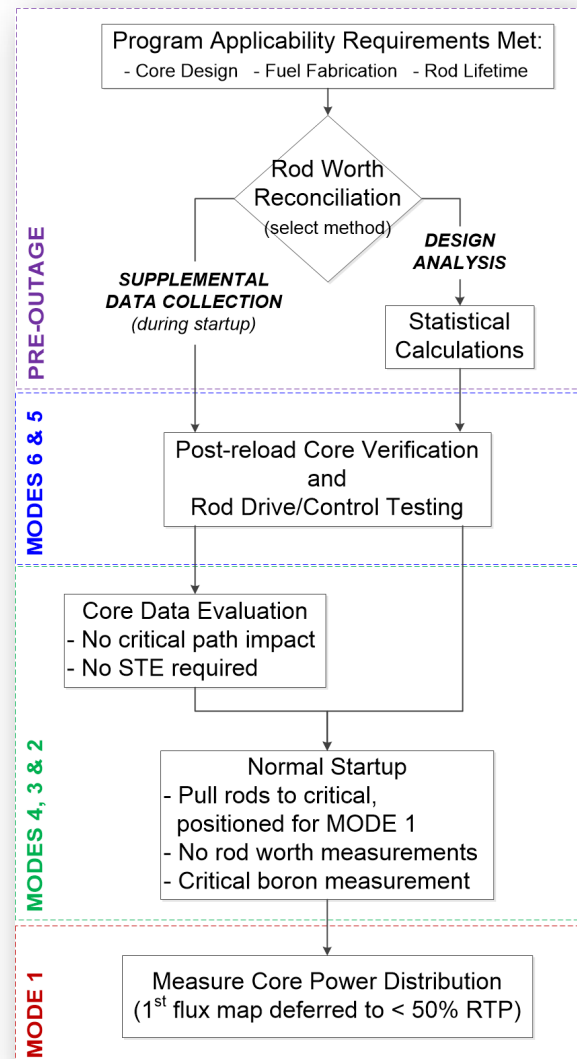 Program Applicability Requirements Met:
- Core Design - Fuel Fabrication - Rod Lifetime
Rod Worth
Reconciliation
(select method)
SUPPLEMENTAL
DATA COLLECTION
(during startup)
DESIGN
ANALYSIS
Statistical
Calculations
PRE-OUTAGE
Post-reload Core Verification
and
Rod Drive/Control Testing
MODES 6 & 5
Core Data Evaluation
- No critical path impact
- No STE required
Normal Startup
- Pull rods to critical,
positioned for MODE 1
- No rod worth measurements
- Critical boron measurement
MODES 4, 3 & 2
Measure Core Power Distribution
(1st flux map deferred to < 50% RTP)
MODE 1